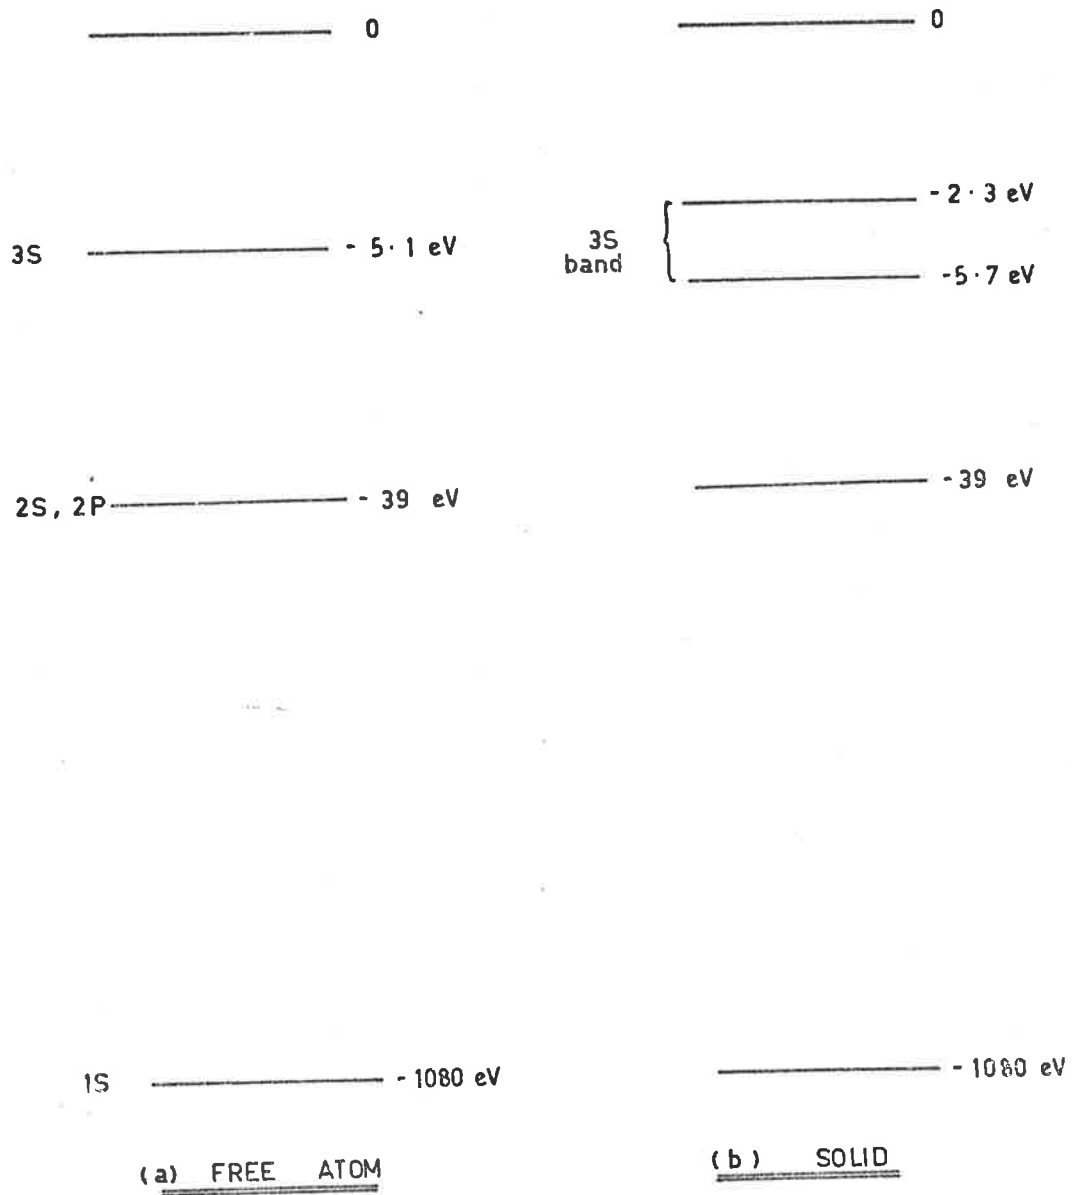 0
0
- 2·3 eV
3S
- 5·1 eV
3S
band
-5·7 eV
2S, 2P
- 39 eV
-39 eV
1S
- 1080 eV
- 1080 eV
(a) FREE ATOM
(b) SOLID